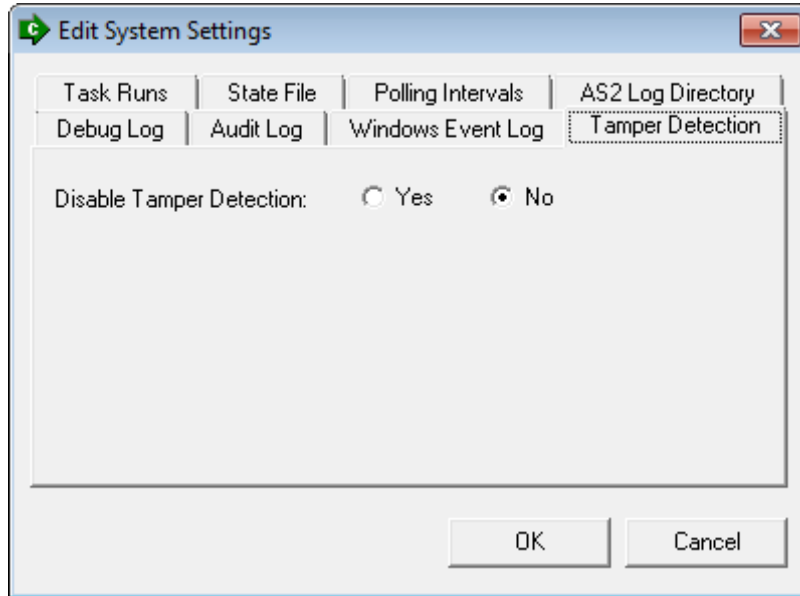 C Edit System Settings
Task Runs State File Polling Intervals AS2 Log Directory
Debug Log Audit Log Windows Event Log Tamper Detection
Disable Tamper Detection: Yes No
OK Cancel